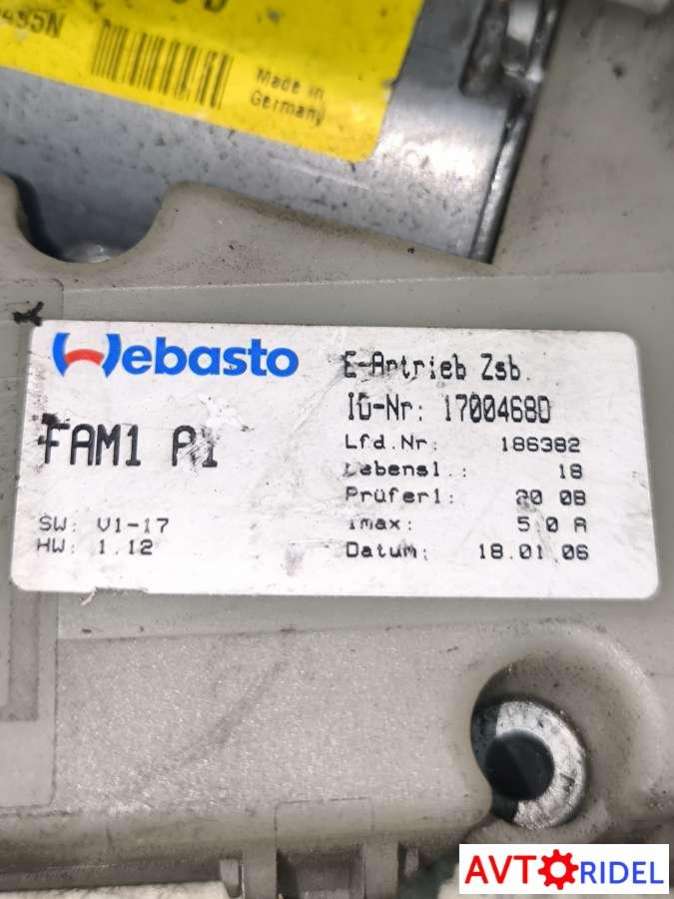 Made in
Germany
Webasto
E-Antrieb Zsb.
ID-Nr: 1700468D
FAM1 A1
Lfd.Nr: 186382
Lebensl.: 18
Prüferl: 20 08
SW: V1-17
Imax: 5.0 A
HW: 1.12
Datum: 18.01.06
AVTORIDEL